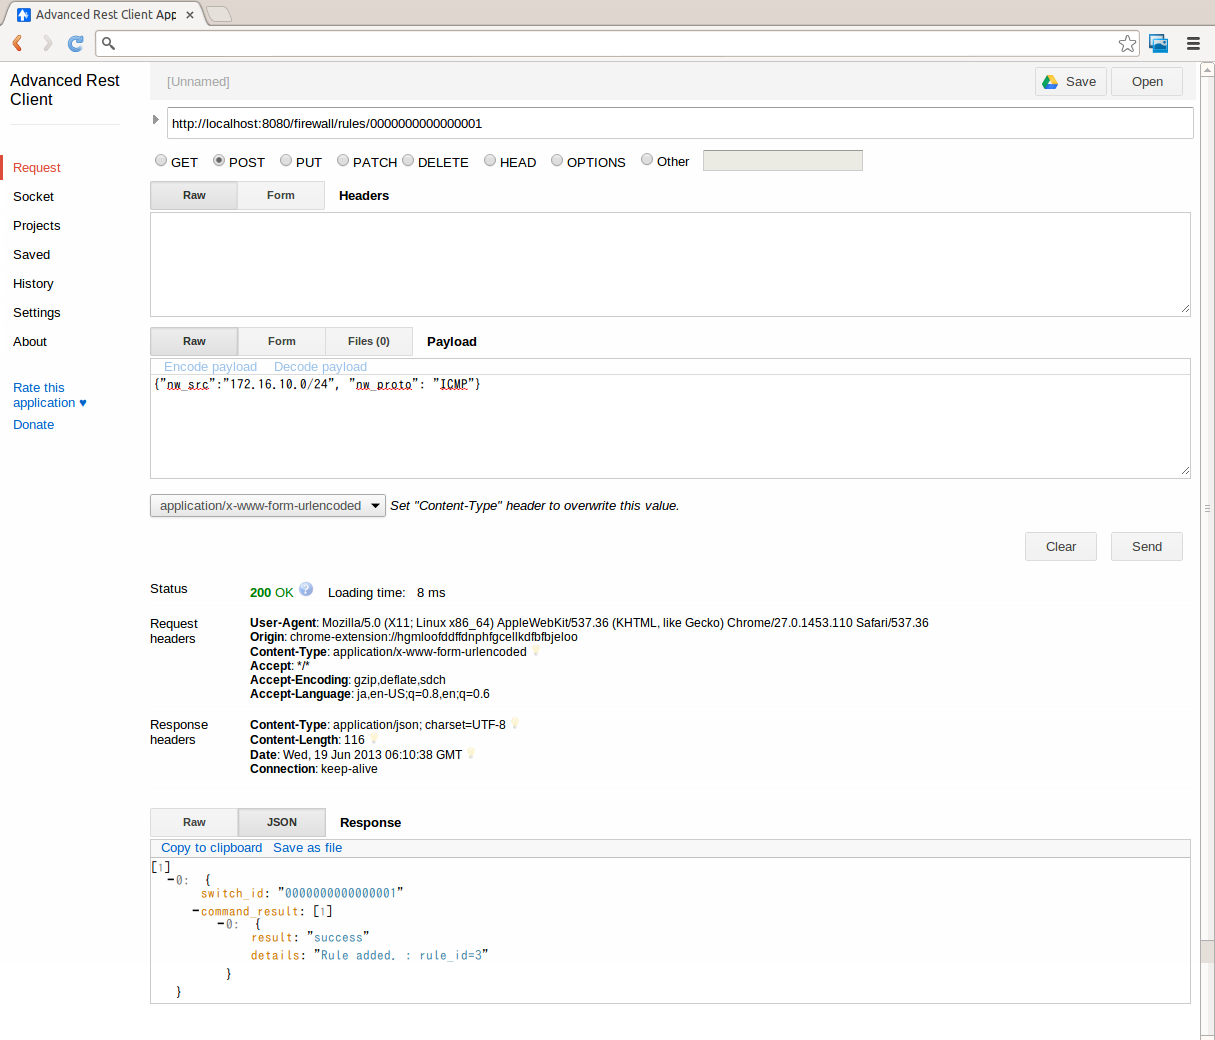 Advanced Rest Client App
Advanced Rest
Client
[Unnamed]
Save
Open
http://localhost:8080/firewall/rules/0000000000000001
GET POST PUT PATCH DELETE HEAD OPTIONS Other
Request
Socket
Projects
Saved
History
Settings
About
Rate this
application ♥
Donate
Raw Form Headers
Raw Form Files (0) Payload
Encode payload Decode payload
{"nw_src":"172.16.10.0/24", "nw_proto": "ICMP"}
application/x-www-form-urlencoded Set "Content-Type" header to overwrite this value.
Clear Send
Status 200 OK ? Loading time: 8 ms
Request
headers
User-Agent: Mozilla/5.0 (X11; Linux x86_64) AppleWebKit/537.36 (KHTML, like Gecko) Chrome/27.0.1453.110 Safari/537.36
Origin: chrome-extension://hgmloofddffdnphfgcellkdfbfbjeloo
Content-Type: application/x-www-form-urlencoded
Accept: */*
Accept-Encoding: gzip,deflate,sdch
Accept-Language: ja,en-US;q=0.8,en;q=0.6
Response
headers
Content-Type: application/json; charset=UTF-8
Content-Length: 116
Date: Wed, 19 Jun 2013 06:10:38 GMT
Connection: keep-alive
Raw JSON Response
Copy to clipboard Save as file
[1]
-0: {
switch_id: "0000000000000001"
-command_result: [1]
-0: {
result: "success"
details: "Rule added. : rule_id=3"
}
}